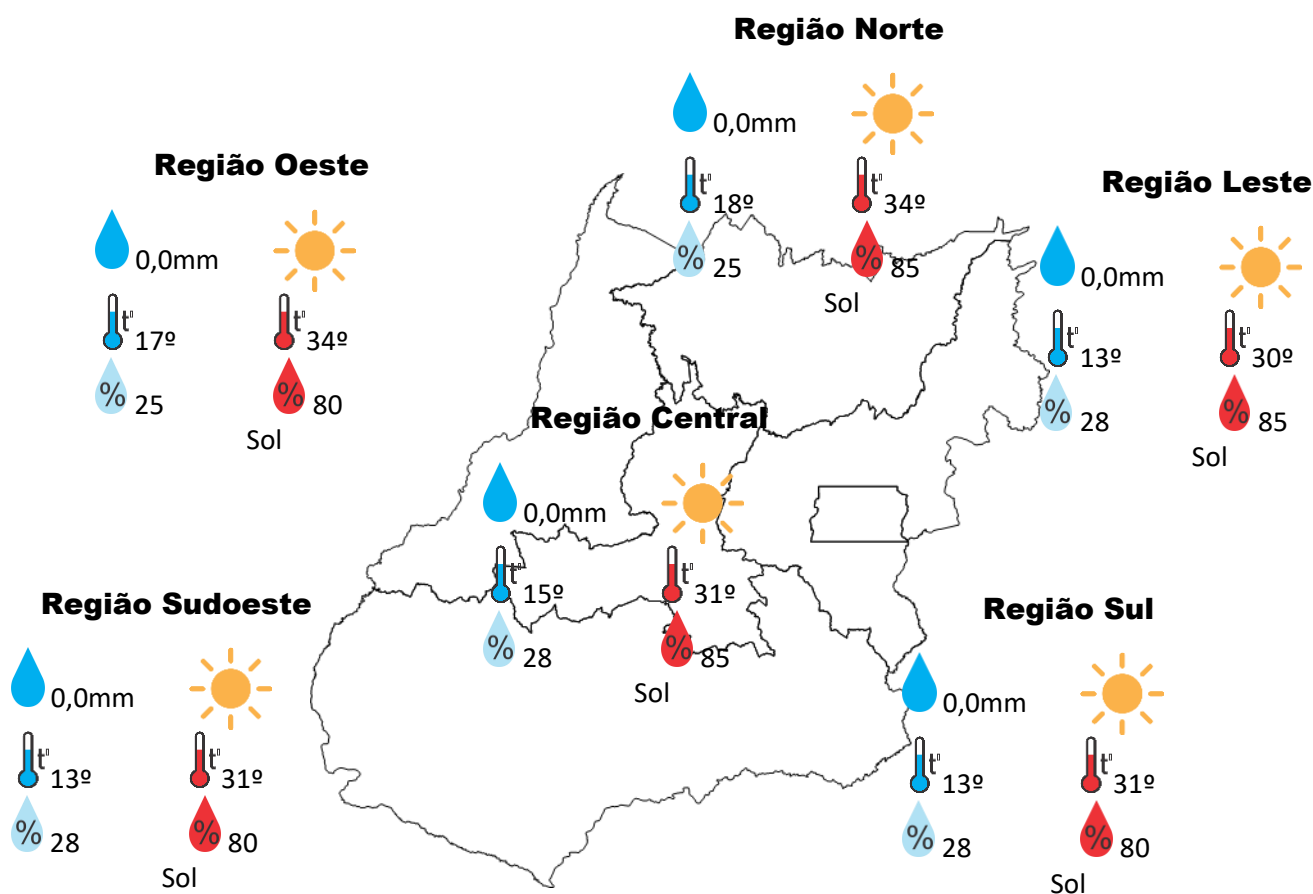 Região Norte
0,0mm
t° 18º
t° 34º
% 25
% 85
Sol
Região Oeste
0,0mm
t° 17º
t° 34º
% 25
% 80
Sol
Região Leste
0,0mm
t° 13º
t° 30º
% 28
% 85
Sol
Região Central
0,0mm
t° 15º
t° 31º
% 28
% 85
Sol
Região Sudoeste
0,0mm
t° 13º
t° 31º
% 28
% 80
Sol
Região Sul
0,0mm
t° 13º
t° 31º
% 28
% 80
Sol